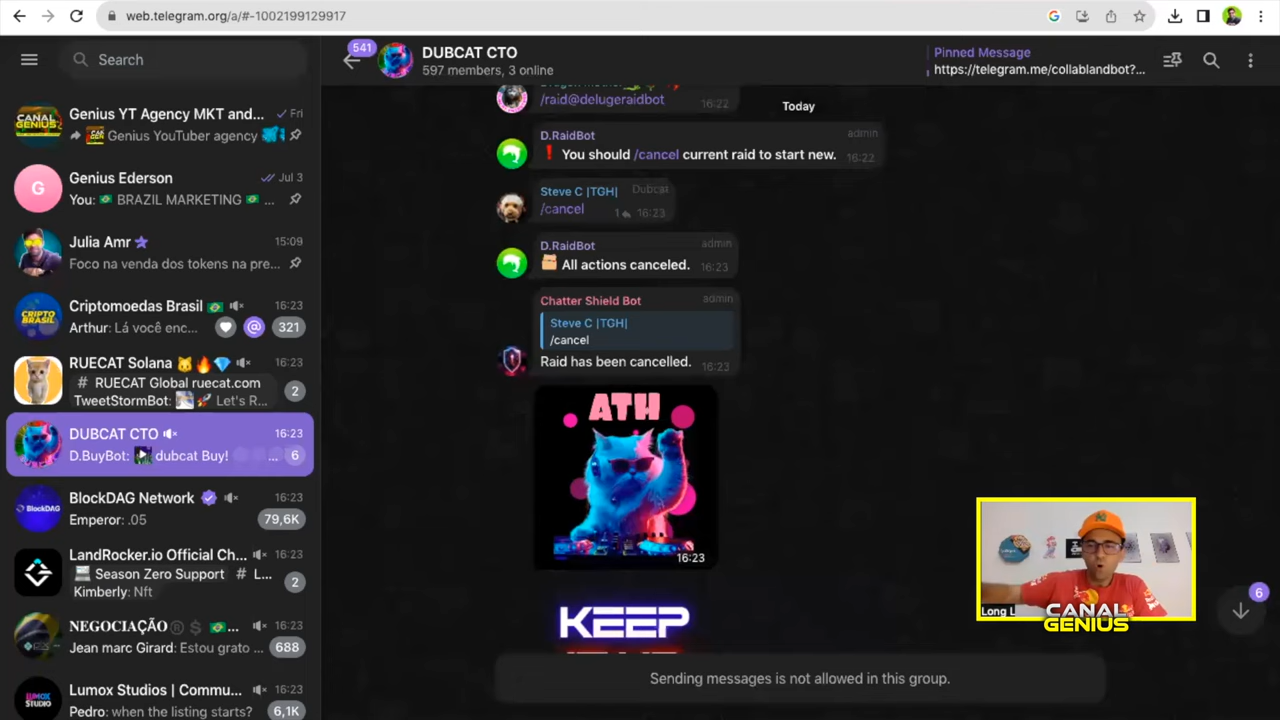 web.telegram.org/a/#-1002199129917
Search
Genius YT Agency MKT and... Fri
Genius YouTuber agency
G
Genius Ederson Jul 3
You: 🇧🇷 BRAZIL MARKETING 🇧🇷 ...
Julia Amr 15:09
Foco na venda dos tokens na pre...
CRIPTO
BRASIL
Criptomoedas Brasil 🇧🇷 16:23
Arthur: Lá você enc... @ 321
RUECAT Solana 🐱🔥💎 16:23
# RUECAT Global ruecat.com
TweetStormBot: 🚀 Let's R... 2
DUBCAT CTO 16:23
D.BuyBot: dubcat Buy! ... 6
BlockDAG
BlockDAG Network 16:23
Emperor: .05 79,6K
LandRocker.io Official Ch... 16:23
Season Zero Support # L...
Kimberly: Nft 2
𝐍𝐄𝐆𝐎𝐂𝐈𝐀ÇÃ𝐎 ® $ 🇧🇷... 16:23
Jean marc Girard: Estou grato ... 688
LUMOX
STUDIO
Lumox Studios | Commu... 16:23
Pedro: when the listing starts? 6,1K
541
DUBCAT CTO
597 members, 3 online
Pinned Message
https://telegram.me/collablandbot?...
Today
/raid@delugeraidbot 16:22
D.RaidBot admin
❗ You should /cancel current raid to start new. 16:22
Steve C |TGH| Dubcat
/cancel 1 16:23
D.RaidBot admin
All actions canceled. 16:23
Chatter Shield Bot admin
Steve C |TGH|
/cancel
Raid has been cancelled. 16:23
ATH
16:23
KEEP
Sending messages is not allowed in this group.
6
Long L
CANAL
GENIUS